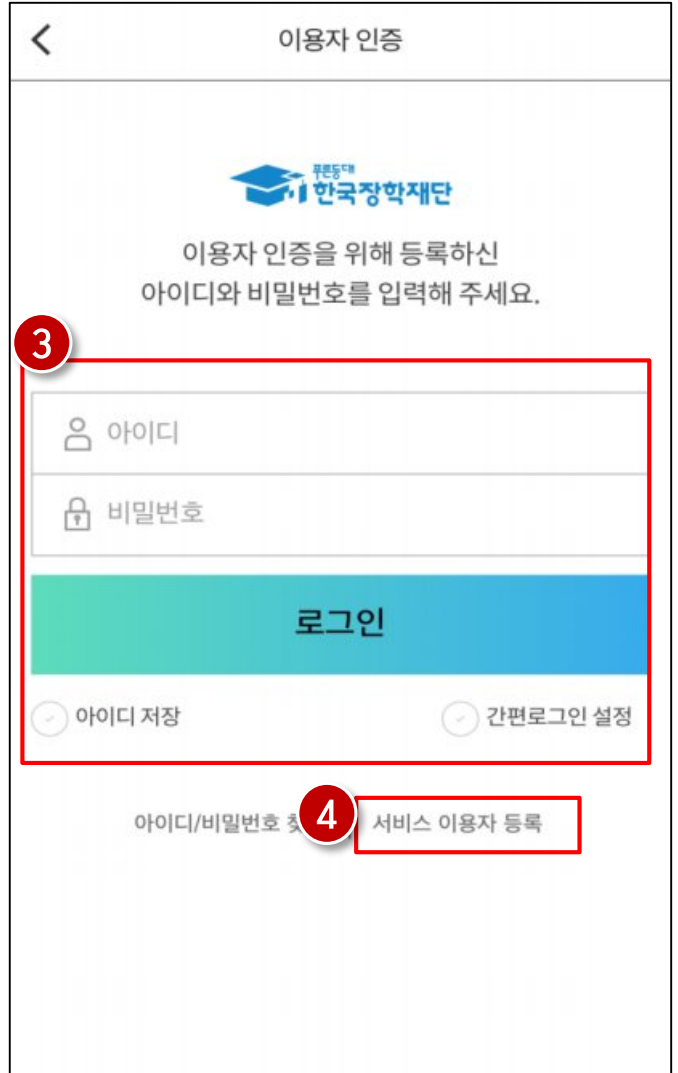 이용자 인증
푸른등대
한국장학재단
이용자 인증을 위해 등록하신
아이디와 비밀번호를 입력해 주세요.
3
아이디
비밀번호
로그인
아이디 저장 간편로그인 설정
아이디/비밀번호 4 서비스 이용자 등록